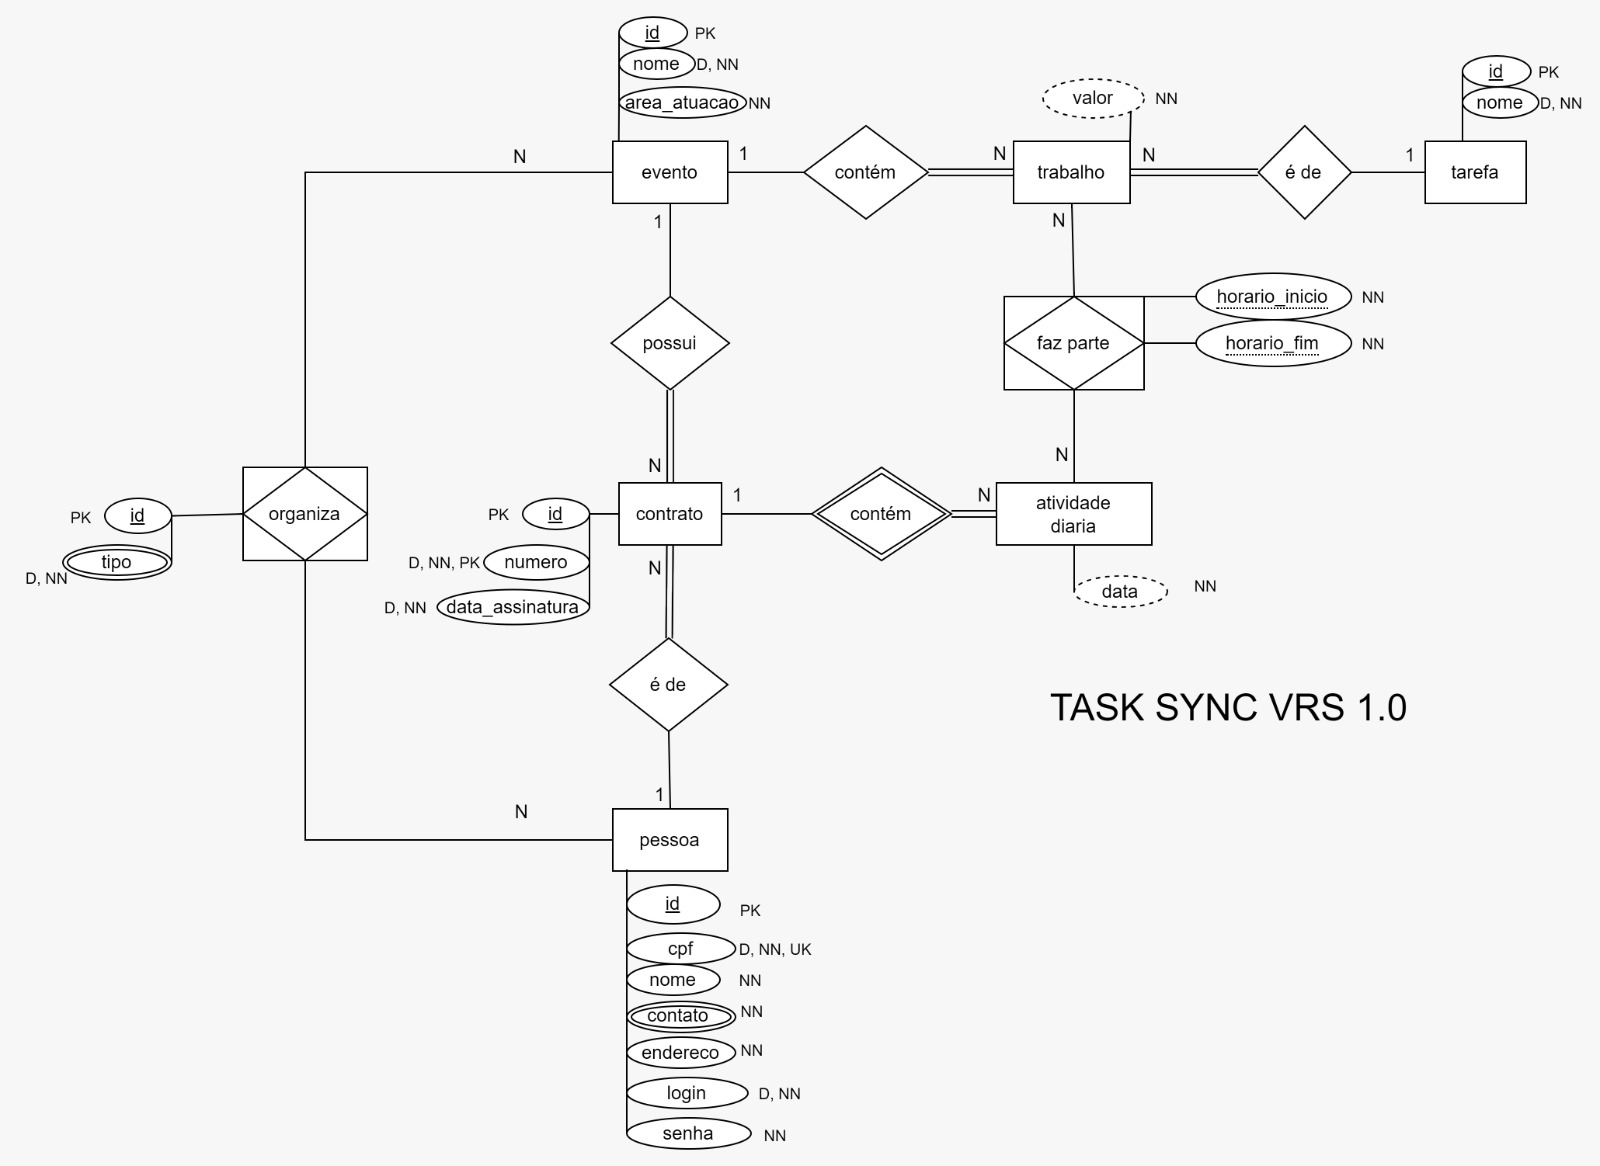 id PK
nome D, NN
area_atuacao NN
valor NN
id PK
nome D, NN
N
evento
1
contém
N
trabalho
N
é de
1
tarefa
1
N
possui
faz parte
horario_inicio NN
horario_fim NN
N
N
PK id
tipo
D, NN
organiza
PK id
D, NN, PK numero
D, NN data_assinatura
contrato
1
contém
N
atividade
diaria
N
data NN
é de
TASK SYNC VRS 1.0
1
N
pessoa
id PK
cpf D, NN, UK
nome NN
contato NN
endereco NN
login D, NN
senha NN